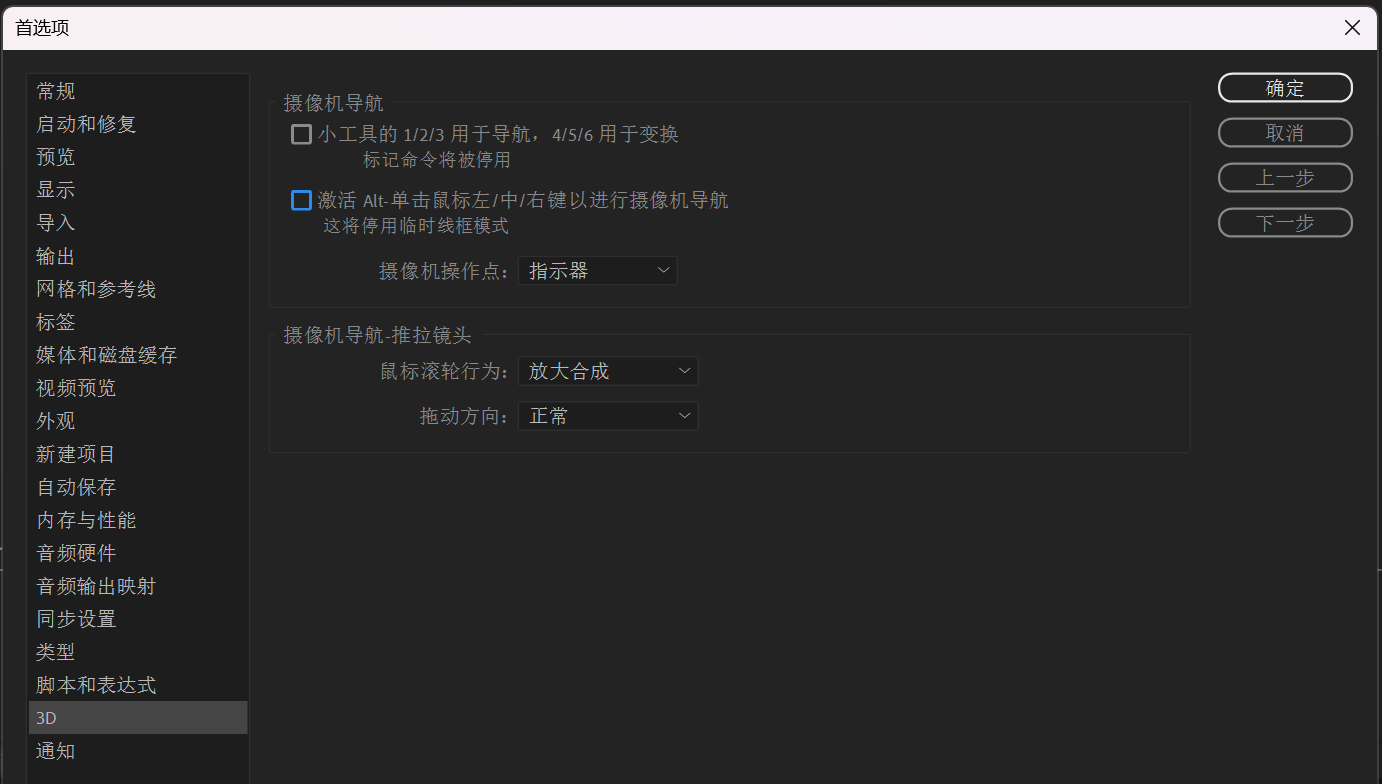 首选项
常规
启动和修复
预览
显示
导入
输出
网格和参考线
标签
媒体和磁盘缓存
视频预览
外观
新建项目
自动保存
内存与性能
音频硬件
音频输出映射
同步设置
类型
脚本和表达式
3D
通知
摄像机导航
小工具的 1/2/3 用于导航，4/5/6 用于变换
标记命令将被停用
激活 Alt-单击鼠标左/中/右键以进行摄像机导航
这将停用临时线框模式
摄像机操作点： 指示器
摄像机导航-推拉镜头
鼠标滚轮行为： 放大合成
拖动方向： 正常
确定
取消
上一步
下一步